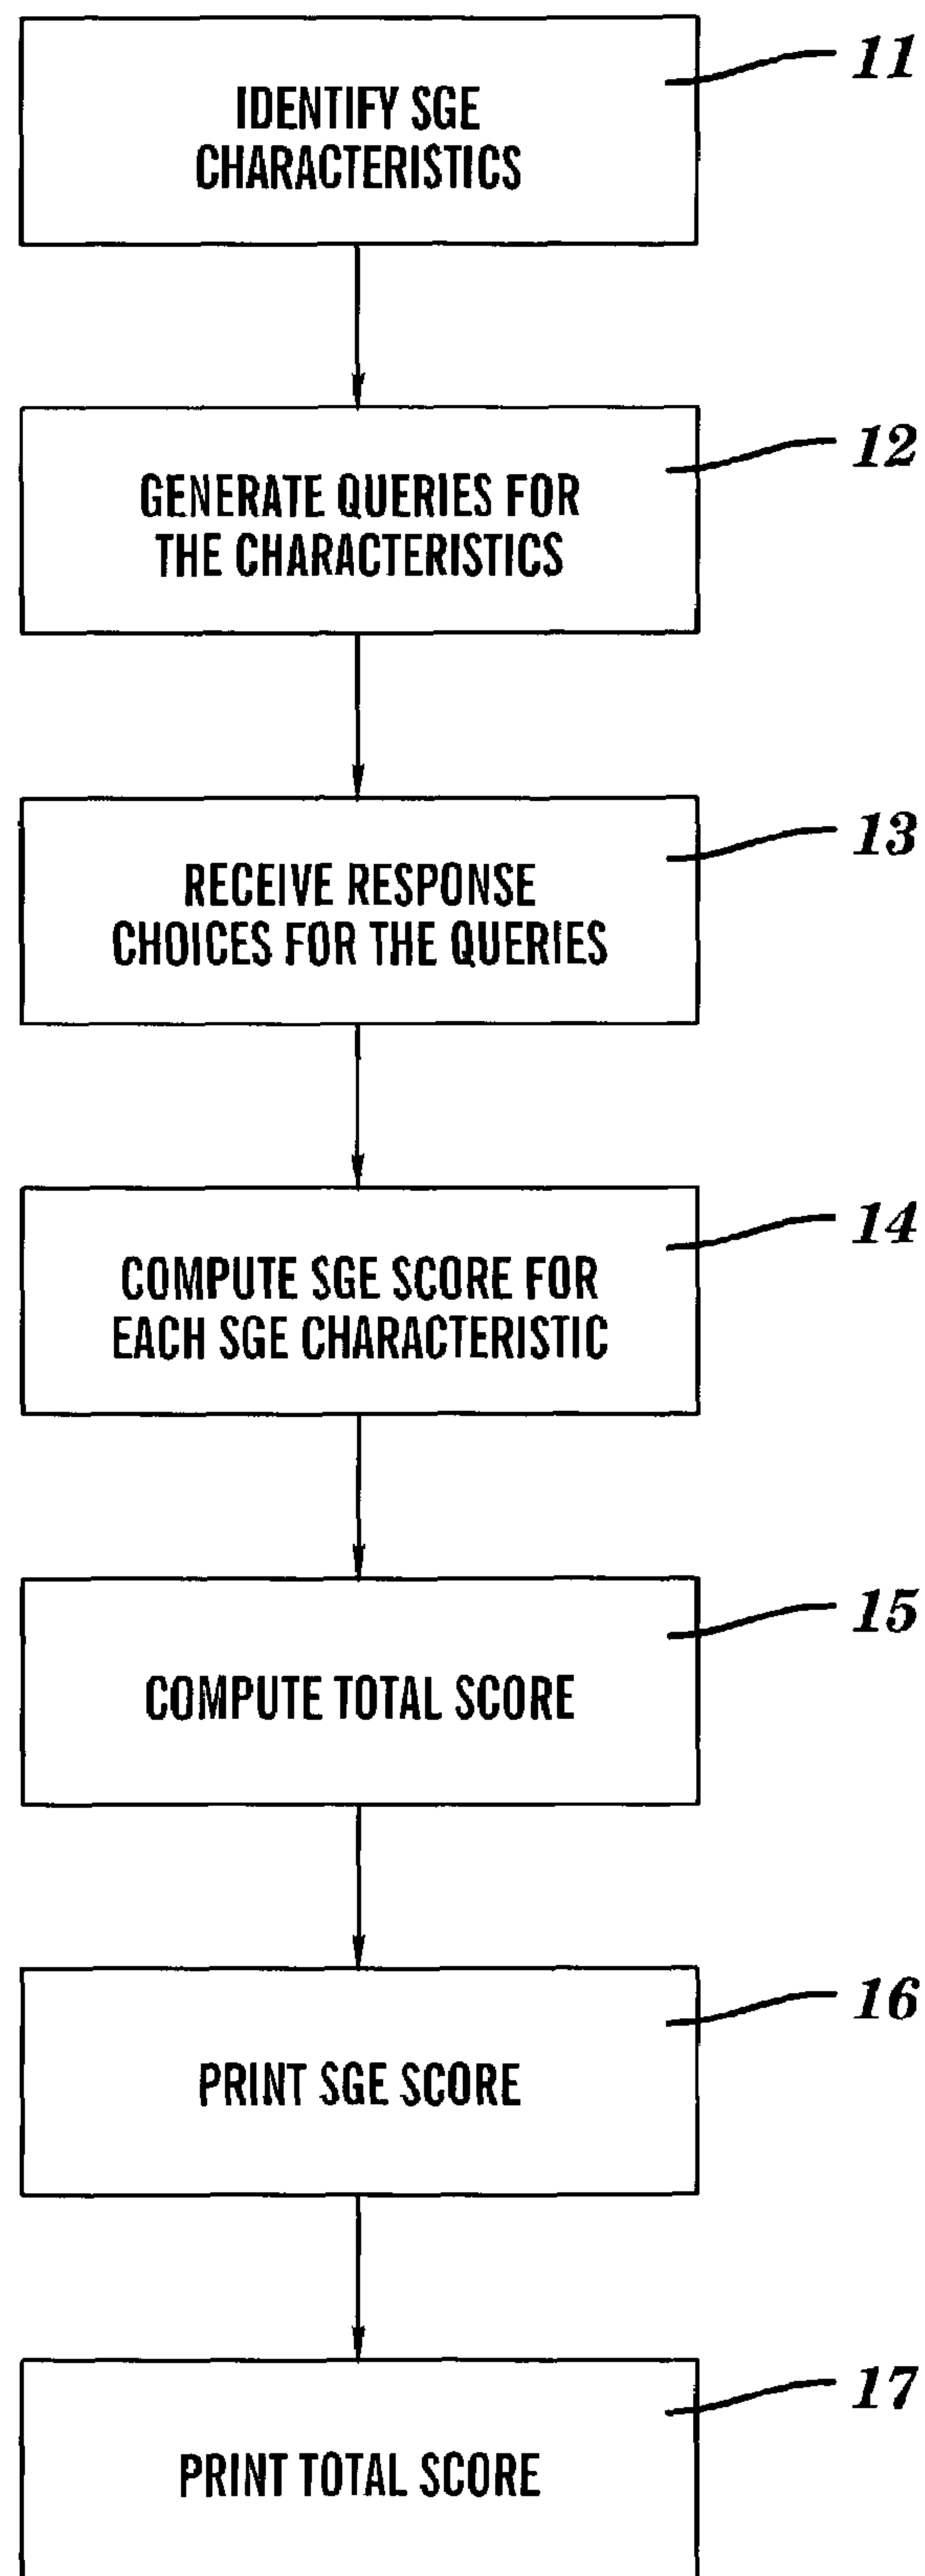 IDENTIFY SGE
CHARACTERISTICS
11
GENERATE QUERIES FOR
THE CHARACTERISTICS
12
RECEIVE RESPONSE
CHOICES FOR THE QUERIES
13
COMPUTE SGE SCORE FOR
EACH SGE CHARACTERISTIC
14
COMPUTE TOTAL SCORE
15
PRINT SGE SCORE
16
PRINT TOTAL SCORE
17